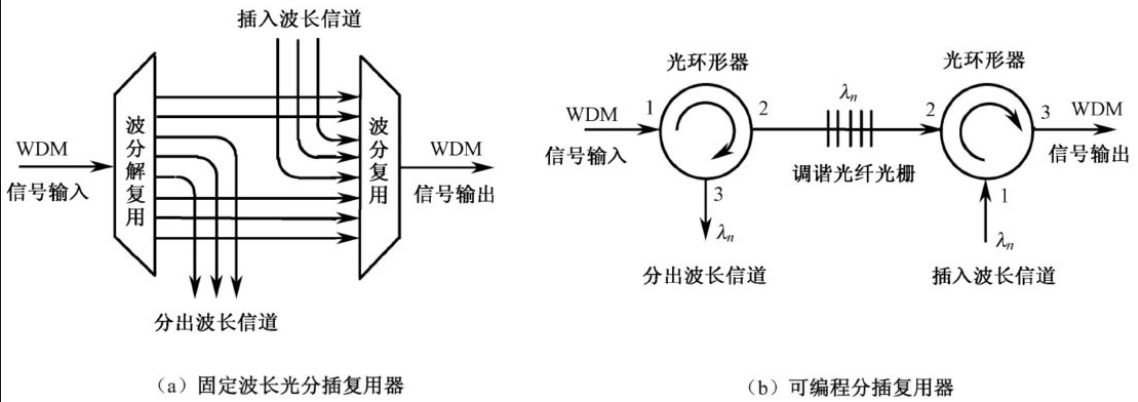 插入波长信道
波分解复用
波分复用
WDM
信号输入
WDM
信号输出
分出波长信道
(a) 固定波长光分插复用器
光环形器
光环形器
WDM
信号输入
1
2
3
λn
分出波长信道
λn
调谐光纤光栅
2
3
1
WDM
信号输出
λn
插入波长信道
(b) 可编程分插复用器